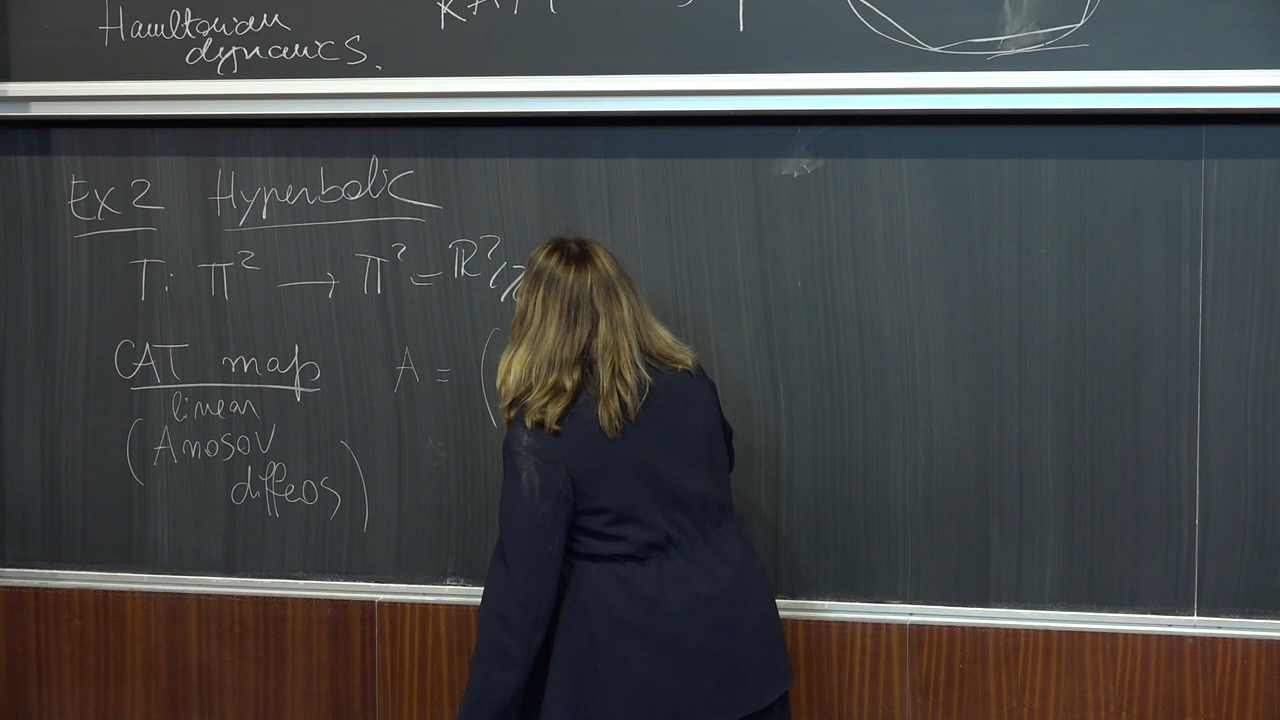 Hamiltonian
dynamics.
Ex 2 Hyperbolic
T: 𝕋² → 𝕋² = ℝ²/
CAT map A = (
linear
(Anosov
diffeos)